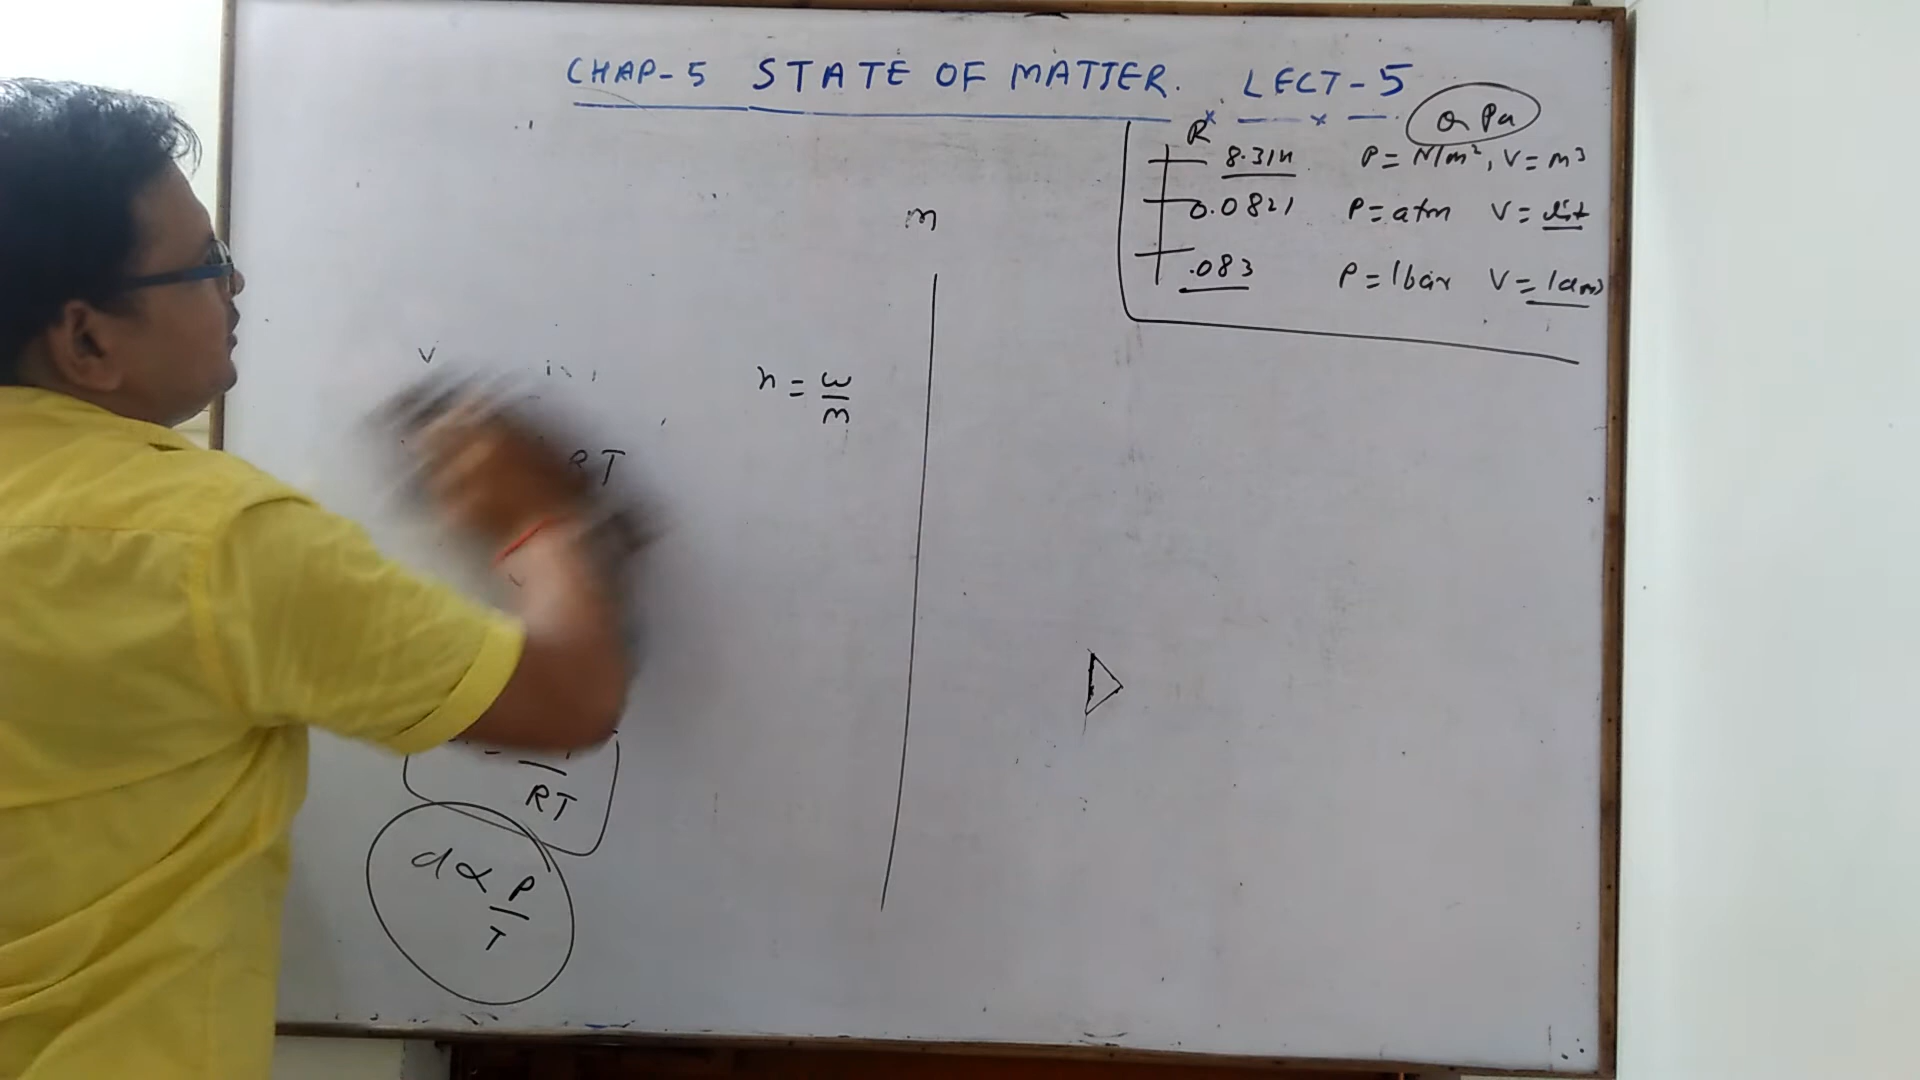 CHAP-5 STATE OF MATTER. LECT-5
or Pa
R
8.314 P = N/m², V = m³
0.0821 P = atm V = lit
.083 P = 1bar V = 1dm³
m
V
n = w/m
RT
RT
d ∝ P/T